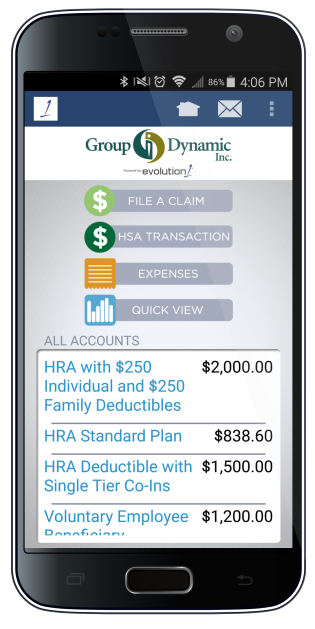 86% 4:06 PM
1
Group Dynamic
Inc.
Powered by evolution1
$ FILE A CLAIM
$ HSA TRANSACTION
EXPENSES
QUICK VIEW
ALL ACCOUNTS
HRA with $250 $2,000.00
Individual and $250
Family Deductibles
HRA Standard Plan $838.60
HRA Deductible with $1,500.00
Single Tier Co-Ins
Voluntary Employee $1,200.00
Beneficiary